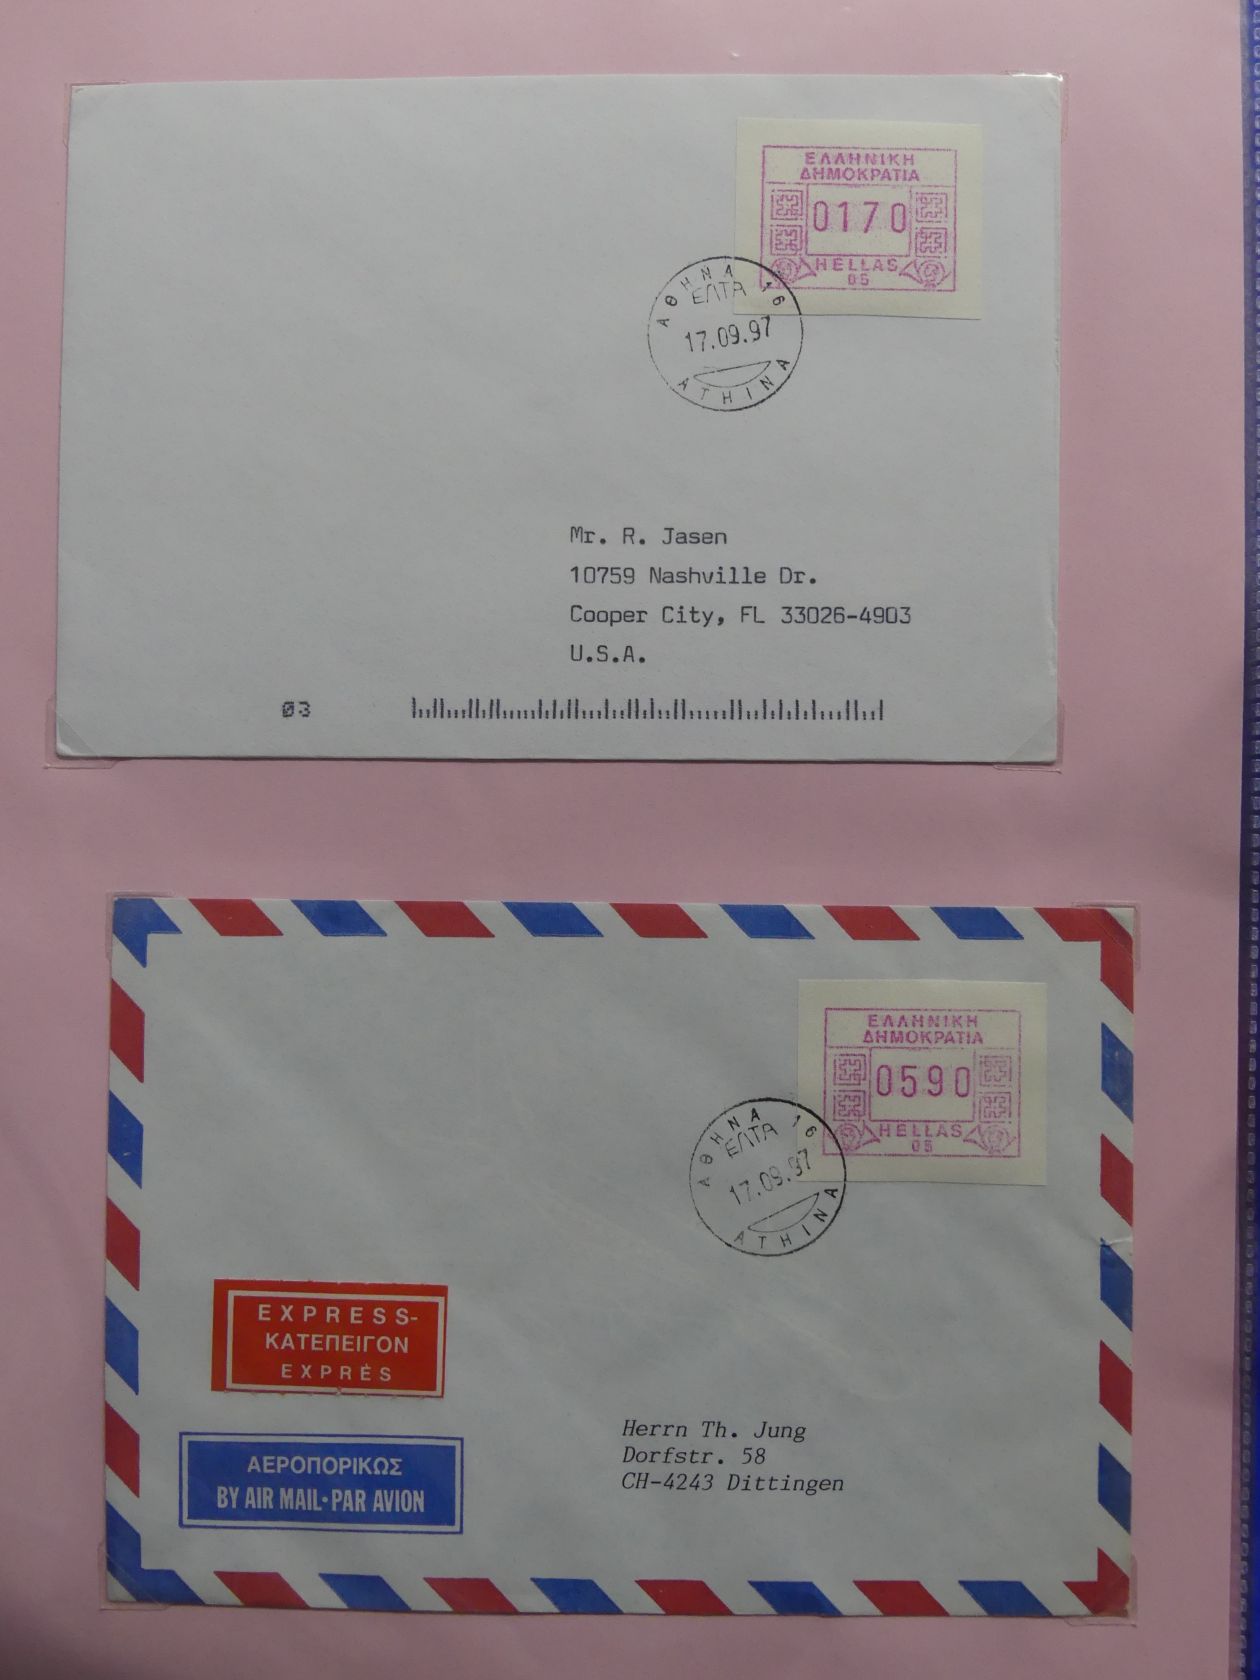 ΕΛΛΗΝΙΚΗ
ΔΗΜΟΚΡΑΤΙΑ
0170
HELLAS
05
ΑΘΗΝΑ 16
ΕΛΤΑ
17.09.97
ATHINA
Mr. R. Jasen
10759 Nashville Dr.
Cooper City, FL 33026-4903
U.S.A.
03
ΕΛΛΗΝΙΚΗ
ΔΗΜΟΚΡΑΤΙΑ
0590
HELLAS
05
ΑΘΗΝΑ 16
ΕΛΤΑ
17.09.97
ATHINA
EXPRESS-
ΚΑΤΕΠΕΙΓΟΝ
EXPRÈS
ΑΕΡΟΠΟΡΙΚΩΣ
BY AIR MAIL·PAR AVION
Herrn Th. Jung
Dorfstr. 58
CH-4243 Dittingen